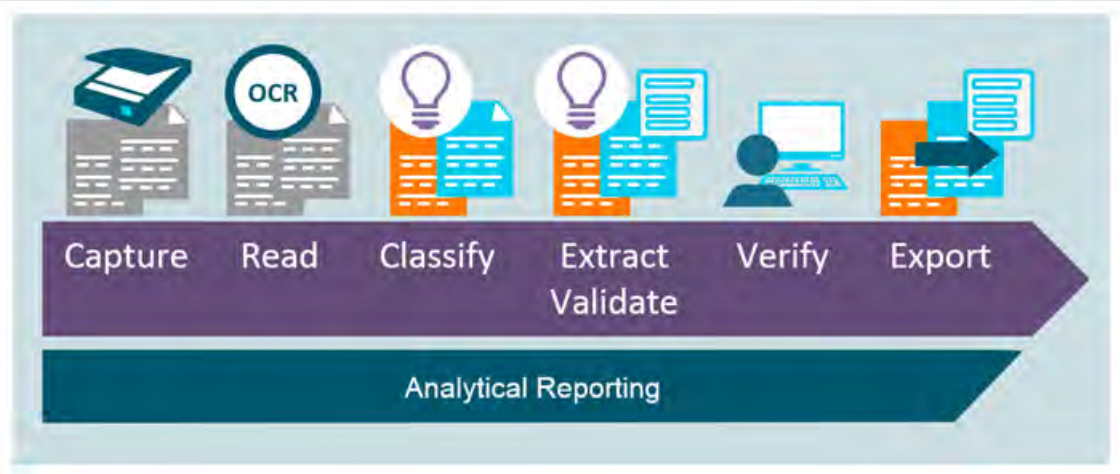 OCR
Capture
Read
Classify
Extract
Validate
Verify
Export
Analytical Reporting